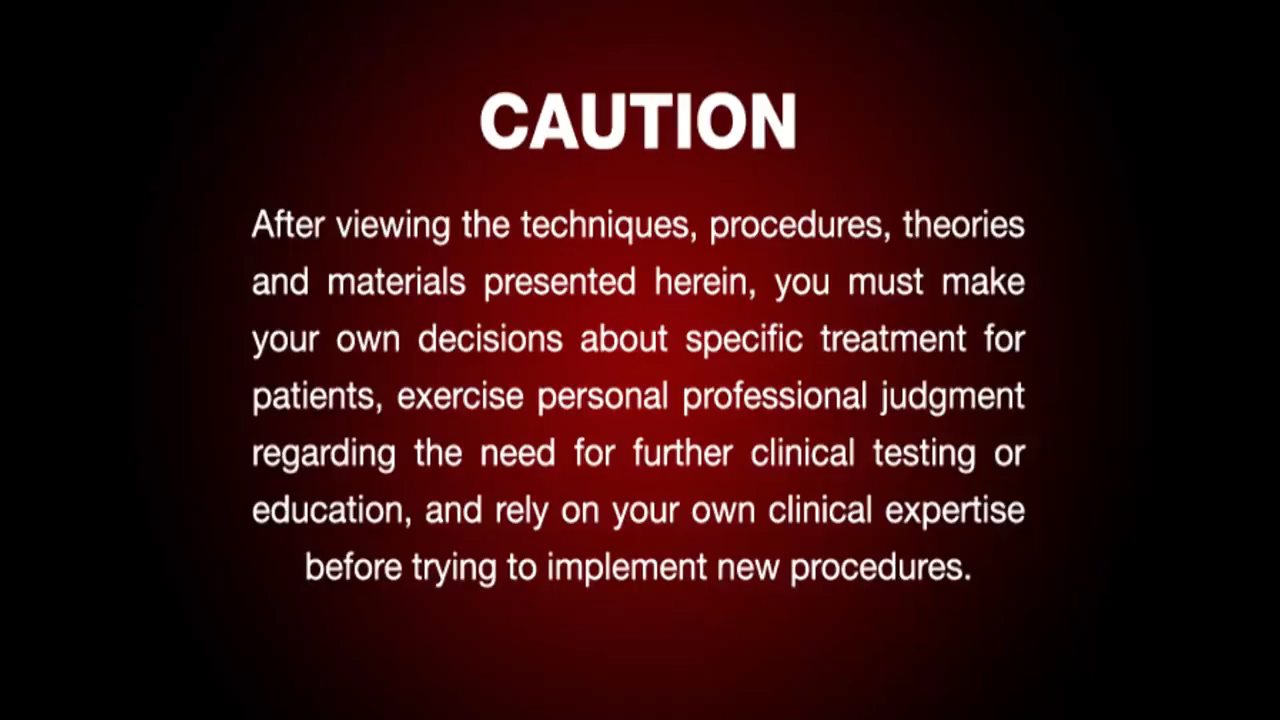 CAUTION
After viewing the techniques, procedures, theories
and materials presented herein, you must make
your own decisions about specific treatment for
patients, exercise personal professional judgment
regarding the need for further clinical testing or
education, and rely on your own clinical expertise
before trying to implement new procedures.